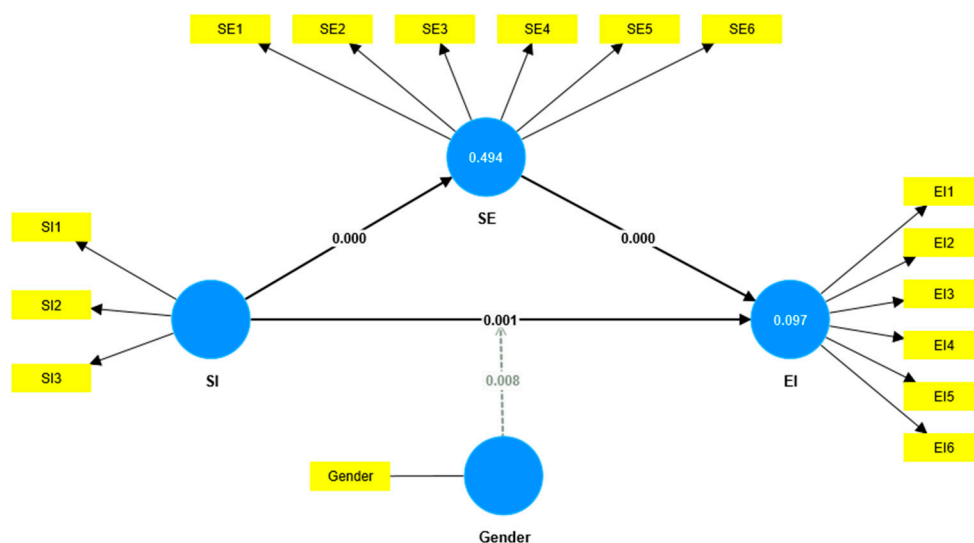 SE1
SE2
SE3
SE4
SE5
SE6
0.494
SE
EI1
EI2
EI3
EI4
EI5
EI6
SI1
SI2
SI3
0.000
0.000
SI
0.001
0.097
EI
0.008
Gender
Gender